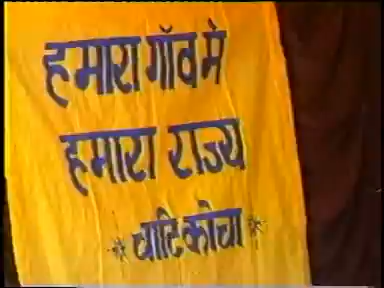 हमारा गाँव मे
हमारा राज्य
* घाटिकोचा *